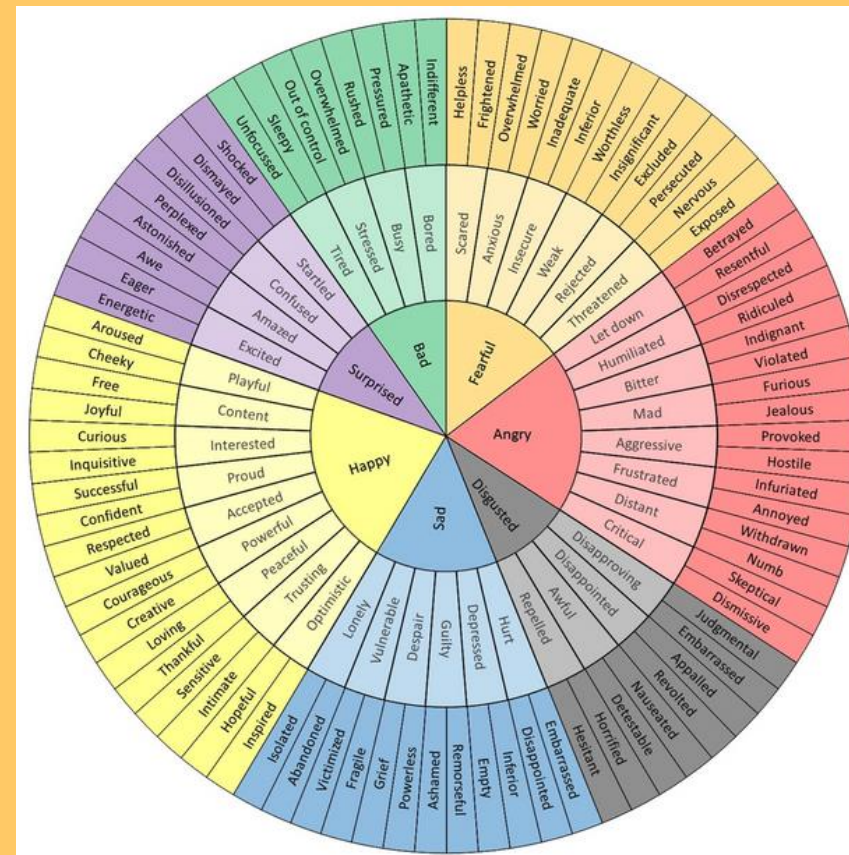 Bad
Fearful
Angry
Disgusted
Sad
Happy
Surprised
Tired
Stressed
Busy
Bored
Scared
Anxious
Insecure
Weak
Rejected
Threatened
Let down
Humiliated
Bitter
Mad
Aggressive
Frustrated
Distant
Critical
Disapproving
Disappointed
Awful
Repelled
Hurt
Depressed
Guilty
Despair
Vulnerable
Lonely
Optimistic
Trusting
Peaceful
Powerful
Accepted
Proud
Interested
Content
Playful
Excited
Amazed
Confused
Startled
Unfocussed
Sleepy
Out of control
Overwhelmed
Rushed
Pressured
Apathetic
Indifferent
Helpless
Frightened
Overwhelmed
Worried
Inadequate
Inferior
Worthless
Insignificant
Excluded
Persecuted
Nervous
Exposed
Betrayed
Resentful
Disrespected
Ridiculed
Indignant
Violated
Furious
Jealous
Provoked
Hostile
Infuriated
Annoyed
Withdrawn
Numb
Skeptical
Dismissive
Judgmental
Embarrassed
Appalled
Revolted
Nauseated
Detestable
Horrified
Hesitant
Embarrassed
Disappointed
Inferior
Empty
Remorseful
Ashamed
Powerless
Grief
Fragile
Victimized
Abandoned
Isolated
Inspired
Hopeful
Intimate
Sensitive
Thankful
Loving
Creative
Courageous
Valued
Respected
Confident
Successful
Inquisitive
Curious
Joyful
Free
Cheeky
Aroused
Energetic
Eager
Awe
Astonished
Perplexed
Disillusioned
Dismayed
Shocked